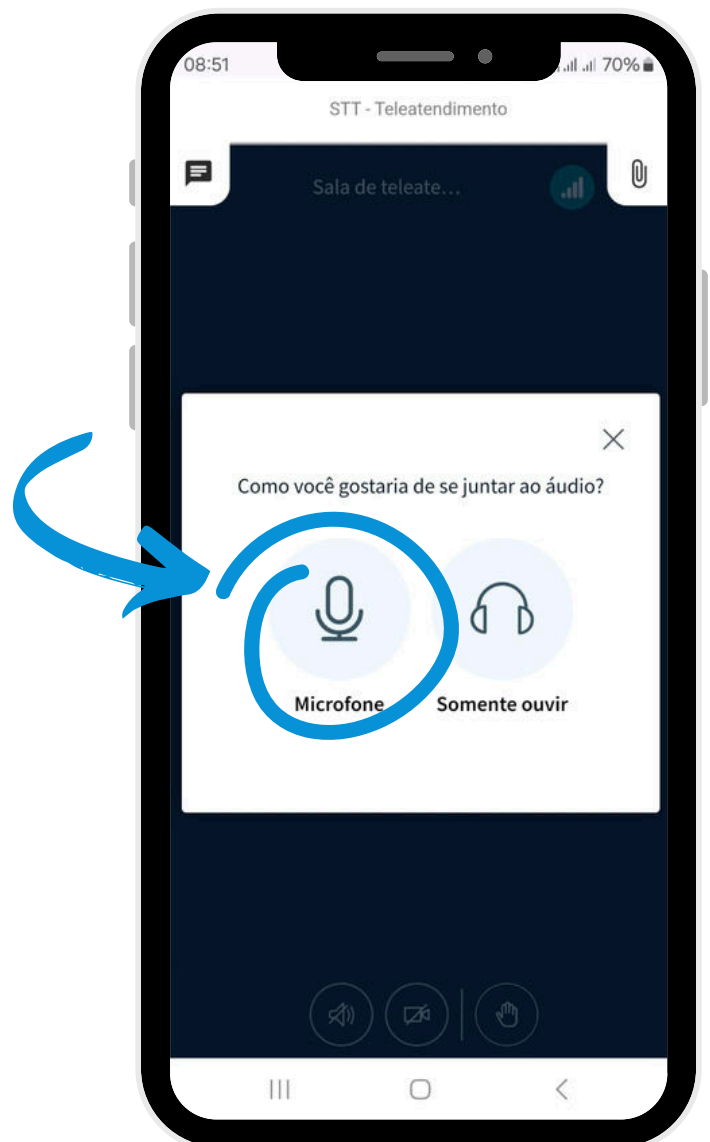 08:51
70%
STT - Teleatendimento
Sala de teleate...
Como você gostaria de se juntar ao áudio?
Microfone
Somente ouvir